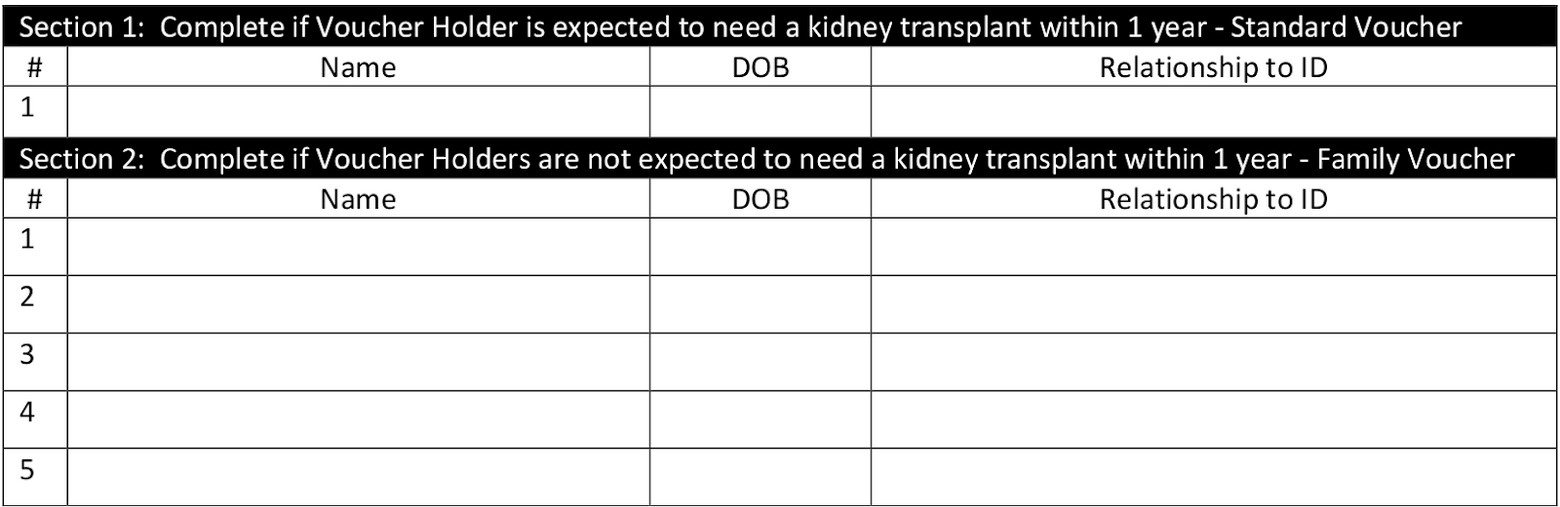 Section 1:  Complete if Voucher Holder is expected to need a kidney transplant within 1 year - Standard Voucher
# Name DOB Relationship to ID
1
Section 2:  Complete if Voucher Holders are not expected to need a kidney transplant within 1 year - Family Voucher
# Name DOB Relationship to ID
1
2
3
4
5